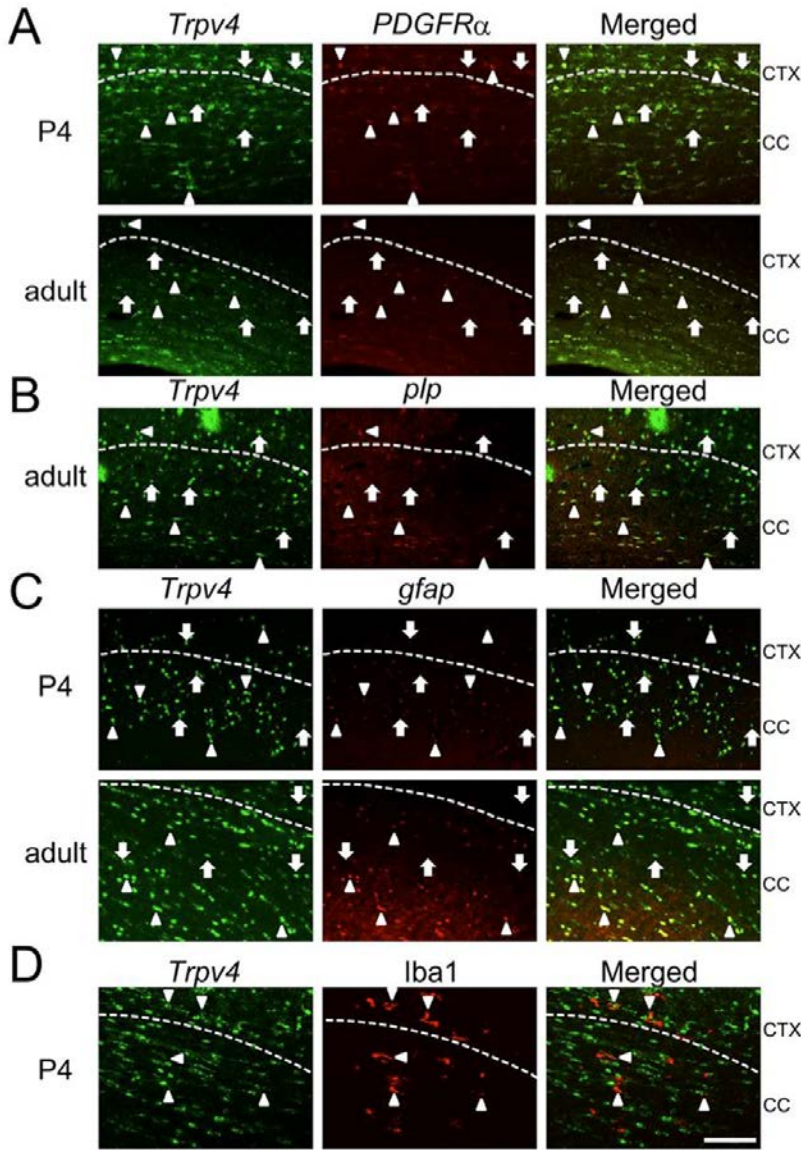 A Trpv4 PDGFRα Merged
P4 CTX
CC
adult CTX
CC
B Trpv4 plp Merged
adult CTX
CC
C Trpv4 gfap Merged
P4 CTX
CC
adult CTX
CC
D Trpv4 Iba1 Merged
P4 CTX
CC